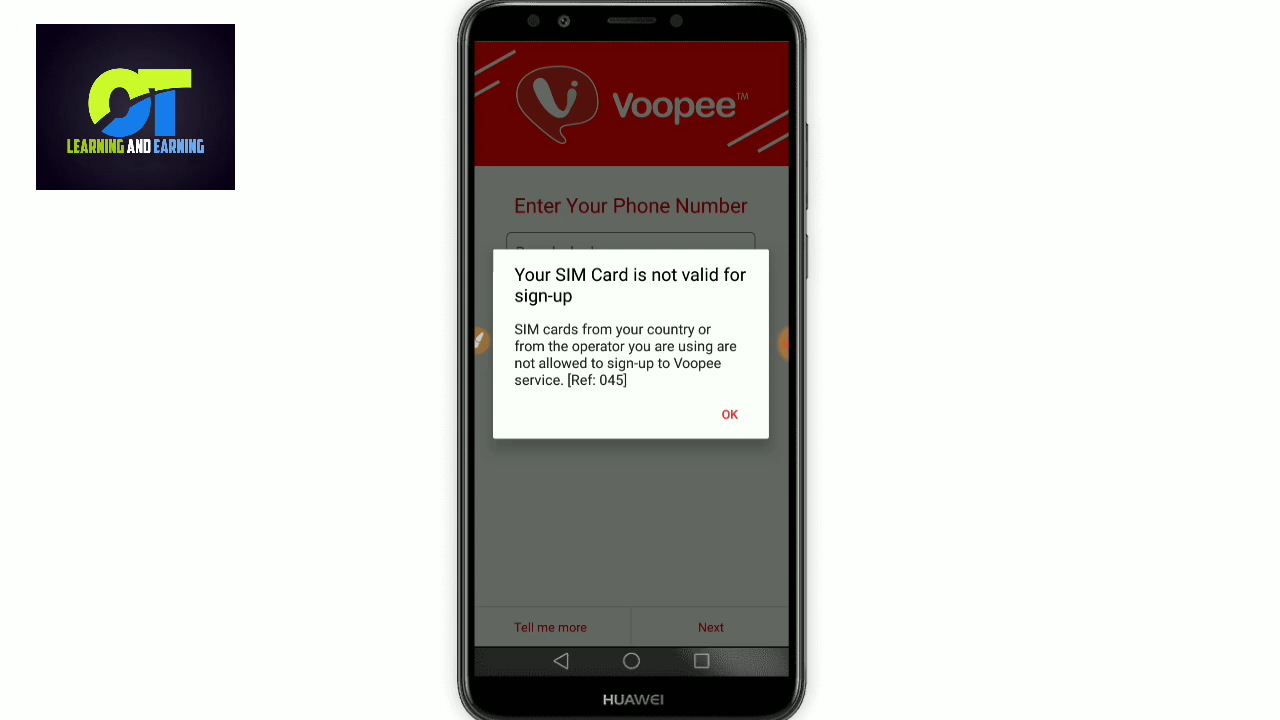 OT
LEARNING AND EARNING
Voopee™
Enter Your Phone Number
Your SIM Card is not valid for
sign-up
SIM cards from your country or
from the operator you are using are
not allowed to sign-up to Voopee
service. [Ref: 045]
OK
Tell me more
Next
HUAWEI